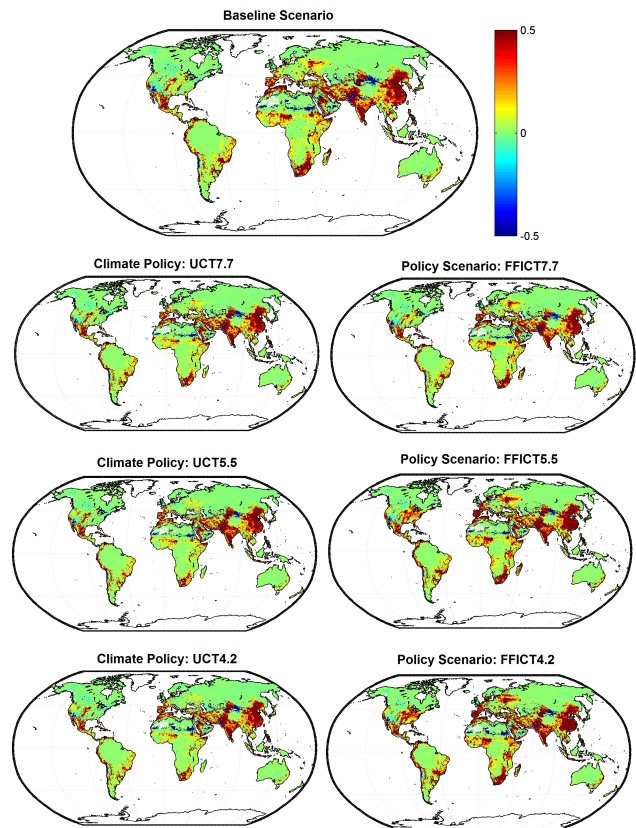 Baseline Scenario
0.5
0
-0.5
Climate Policy: UCT7.7
Policy Scenario: FFICT7.7
Climate Policy: UCT5.5
Policy Scenario: FFICT5.5
Climate Policy: UCT4.2
Policy Scenario: FFICT4.2